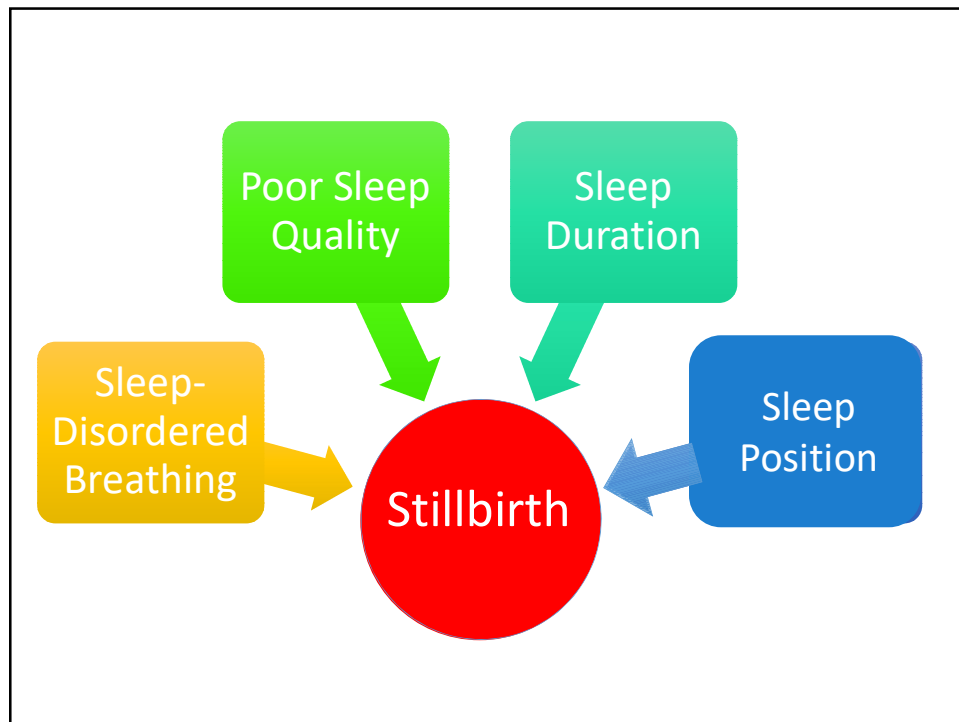 Poor Sleep
Quality
Sleep
Duration
Sleep-
Disordered
Breathing
Sleep
Position
Stillbirth